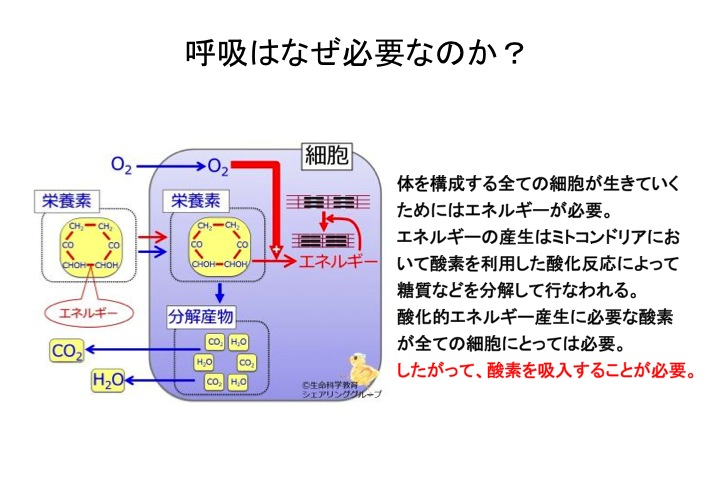 呼吸はなぜ必要なのか？
細胞
O2
O2
栄養素
栄養素
CH2 CH2
CO CO
CHOH CHOH
CH2 CH2
CO CO
CHOH CHOH
+
エネルギー
エネルギー
分解産物
CO2 H2O
H2O CO2
CO2 H2O
CO2
H2O
©生命科学教育
シェアリンググループ
体を構成する全ての細胞が生きていく
ためにはエネルギーが必要。
エネルギーの産生はミトコンドリアにお
いて酸素を利用した酸化反応によって
糖質などを分解して行なわれる。
酸化的エネルギー産生に必要な酸素
が全ての細胞にとっては必要。
したがって、酸素を吸入することが必要。